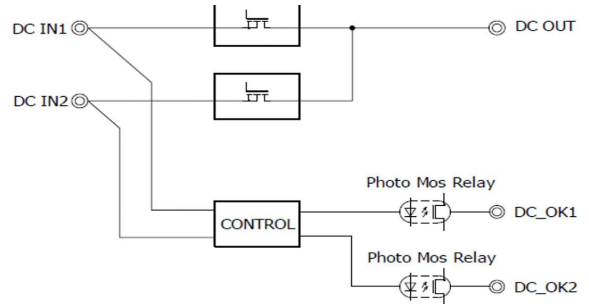 DC IN1
DC OUT
DC IN2
Photo Mos Relay
CONTROL
DC_OK1
Photo Mos Relay
DC_OK2